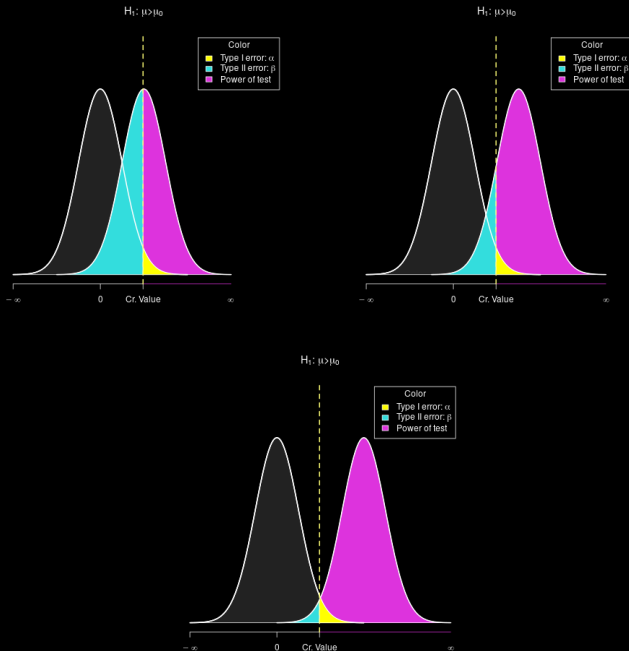 H₁: μ>μ₀
Color
Type I error: α
Type II error: β
Power of test
− ∞ 0 Cr. Value ∞
H₁: μ>μ₀
Color
Type I error: α
Type II error: β
Power of test
− ∞ 0 Cr. Value ∞
H₁: μ>μ₀
Color
Type I error: α
Type II error: β
Power of test
− ∞ 0 Cr. Value ∞